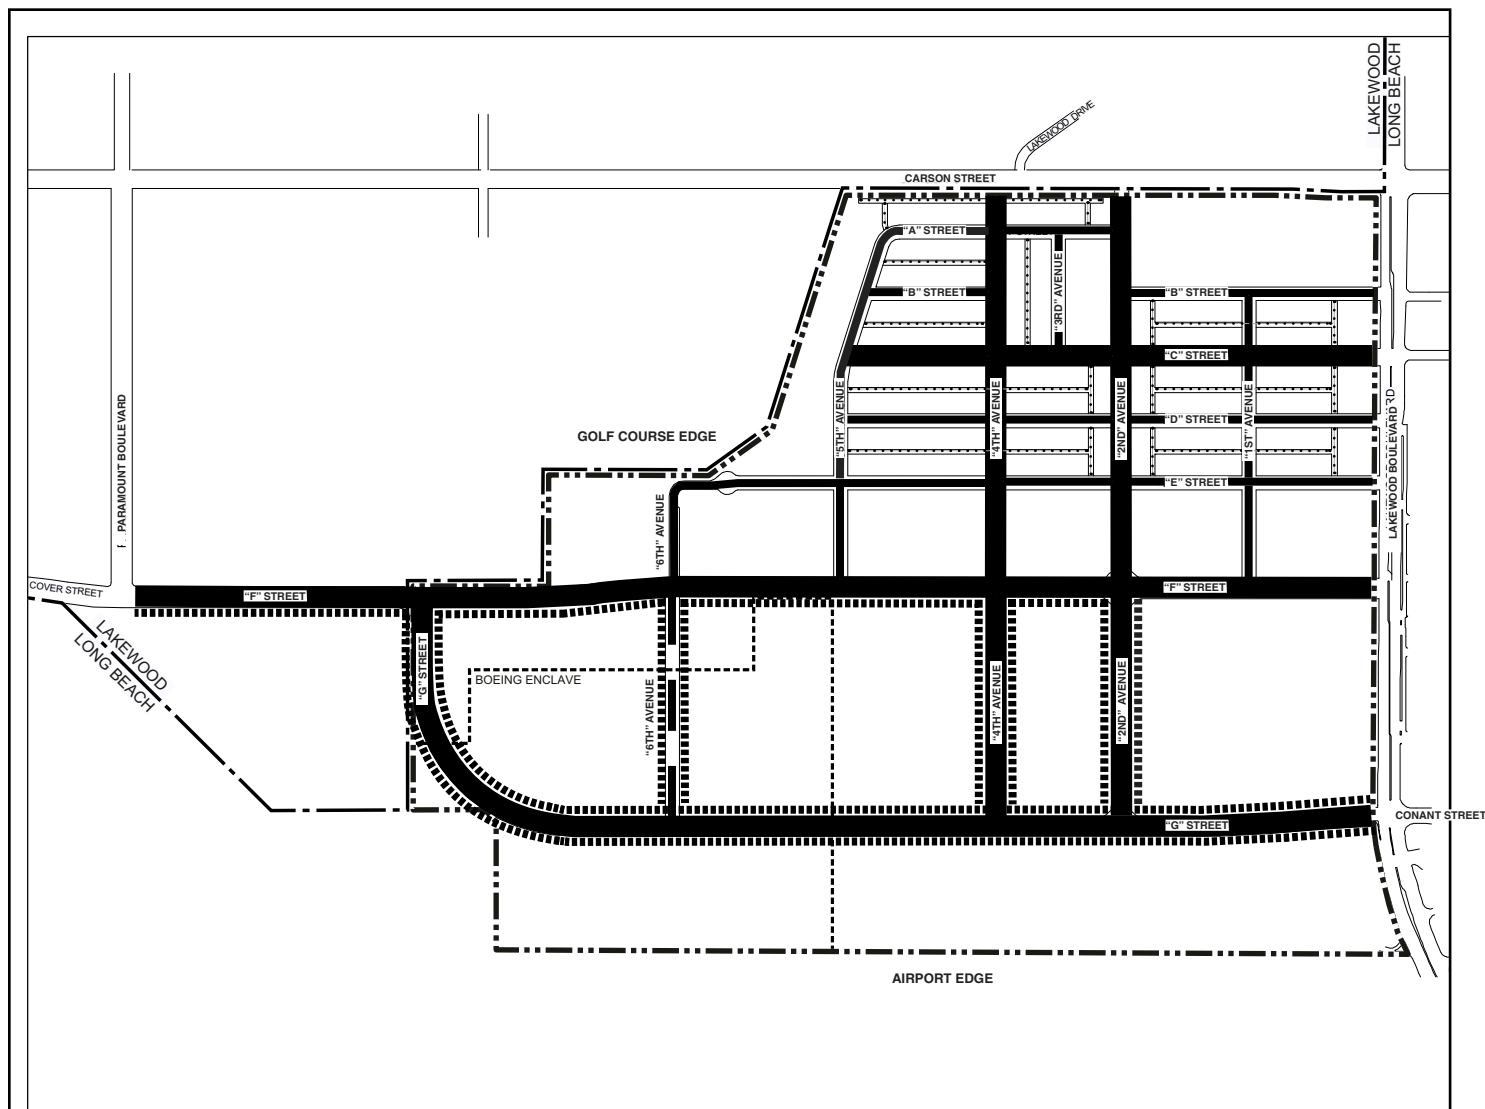 LAKEWOOD
LONG BEACH
LAKEWOOD DRIVE
CARSON STREET
“A” STREET
“B” STREET
“3RD” AVENUE
“B” STREET
“C” STREET
PARAMOUNT BOULEVARD
GOLF COURSE EDGE
“5TH” AVENUE
“4TH” AVENUE
“2ND” AVENUE
“1ST” AVENUE
“D” STREET
LAKEWOOD BOULEVARD
“E” STREET
“6TH” AVENUE
COVER STREET
“F” STREET
“F” STREET
LAKEWOOD
LONG BEACH
“G” STREET
BOEING ENCLAVE
“6TH” AVENUE
“4TH” AVENUE
“2ND” AVENUE
“G” STREET
CONANT STREET
AIRPORT EDGE